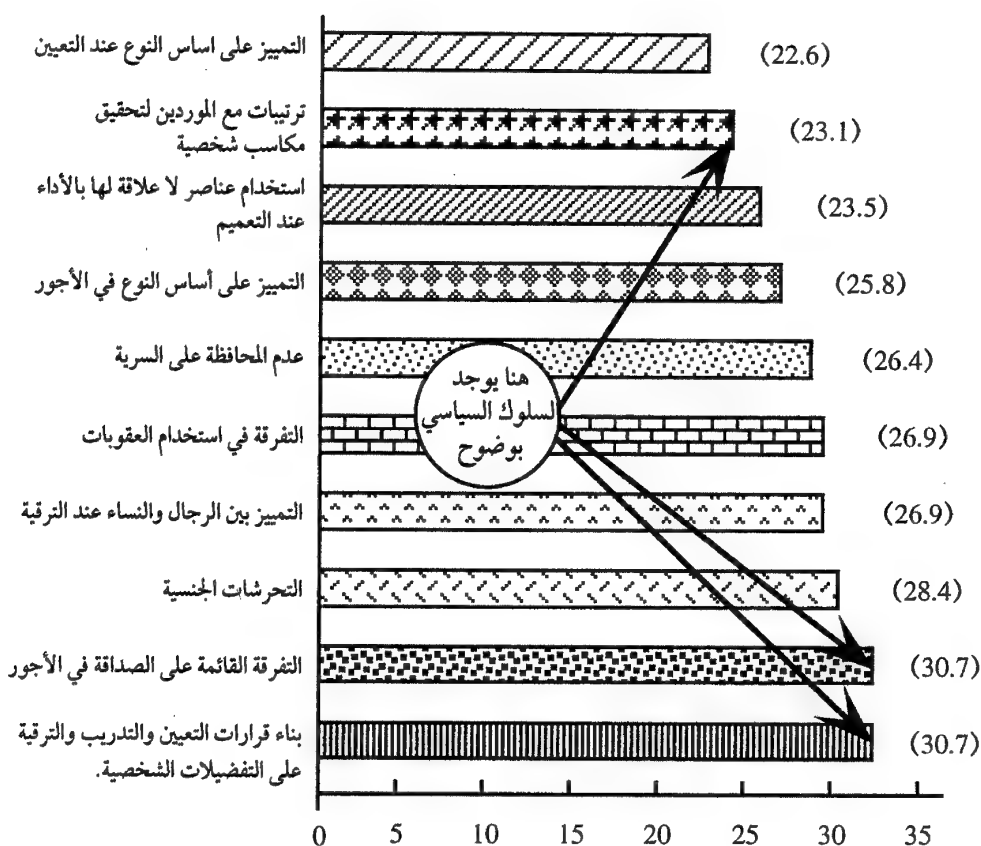 التمييز على اساس النوع عند التعيين
(22.6)
ترتيبات مع الموردين لتحقيق
مكاسب شخصية
(23.1)
استخدام عناصر لا علاقة لها بالأداء
عند التعميم
(23.5)
التمييز على أساس النوع في الأجور
(25.8)
عدم المحافظة على السرية
(26.4)
هنا يوجد
السلوك السياسي
بوضوح
التفرقة في استخدام العقوبات
(26.9)
التمييز بين الرجال والنساء عند الترقية
(26.9)
التحرشات الجنسية
(28.4)
التفرقة القائمة على الصداقة في الأجور
(30.7)
بناء قرارات التعيين والتدريب والترقية
على التفضيلات الشخصية.
(30.7)
0 5 10 15 20 25 30 35